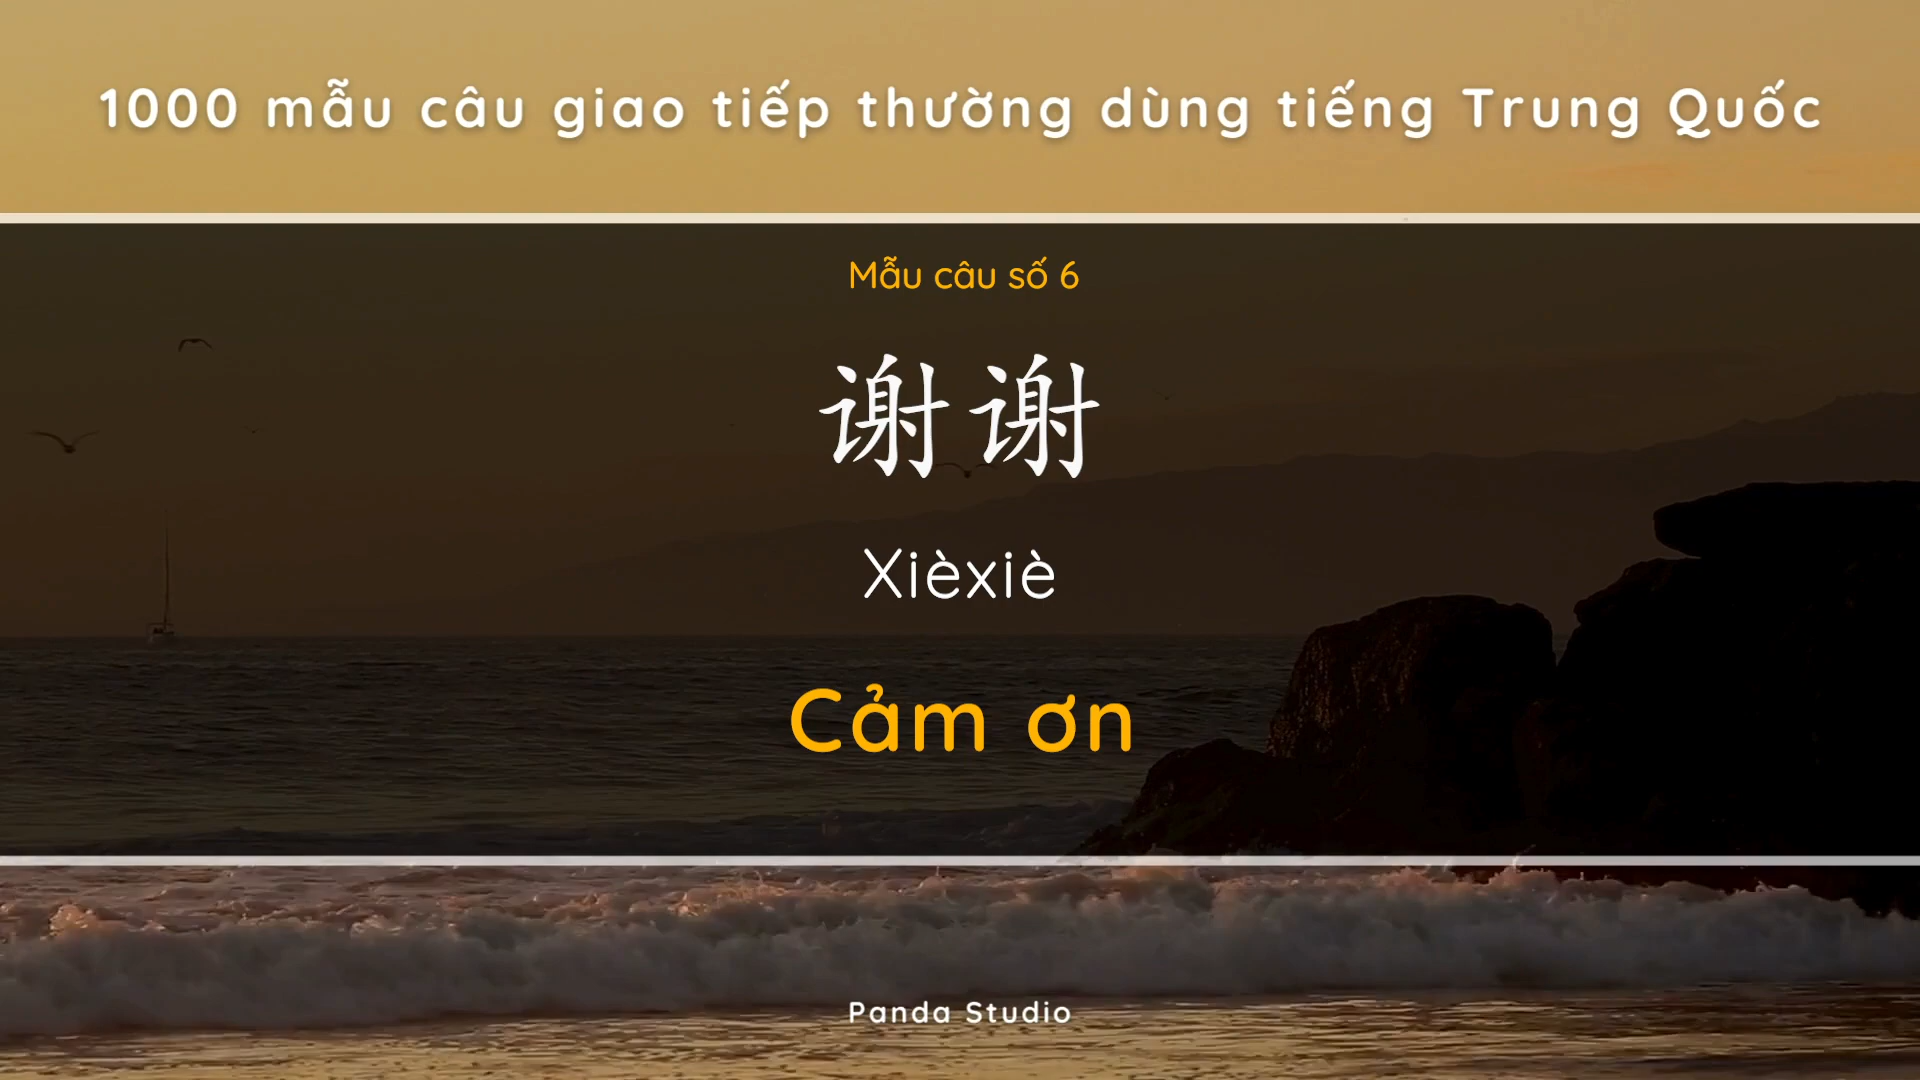 1000 mẫu câu giao tiếp thường dùng tiếng Trung Quốc
Mẫu câu số 6
谢谢
Xièxiè
Cảm ơn
Panda Studio